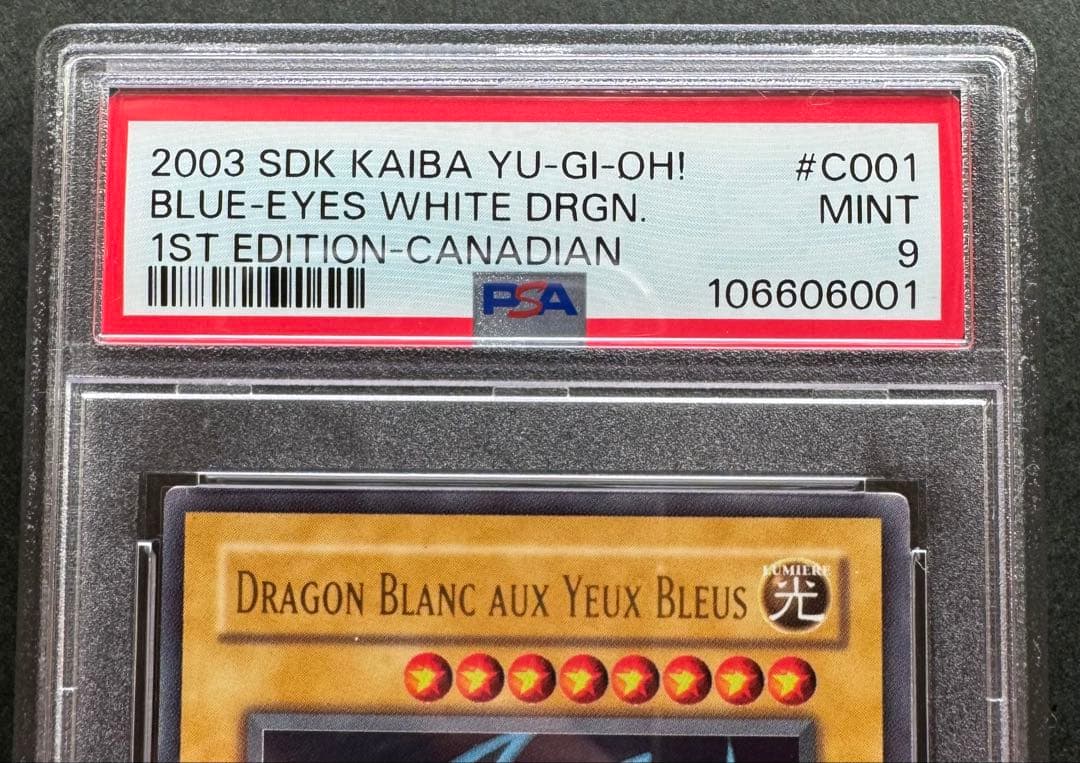 2003 SDK KAIBA YU-GI-OH! #C001
BLUE-EYES WHITE DRGN. MINT
1ST EDITION-CANADIAN 9
PSA 106606001
DRAGON BLANC AUX YEUX BLEUS
LUMIERE
光